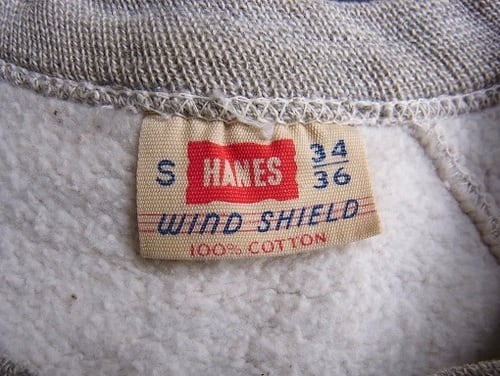 S HANES 34/36
WIND SHIELD
100% COTTON